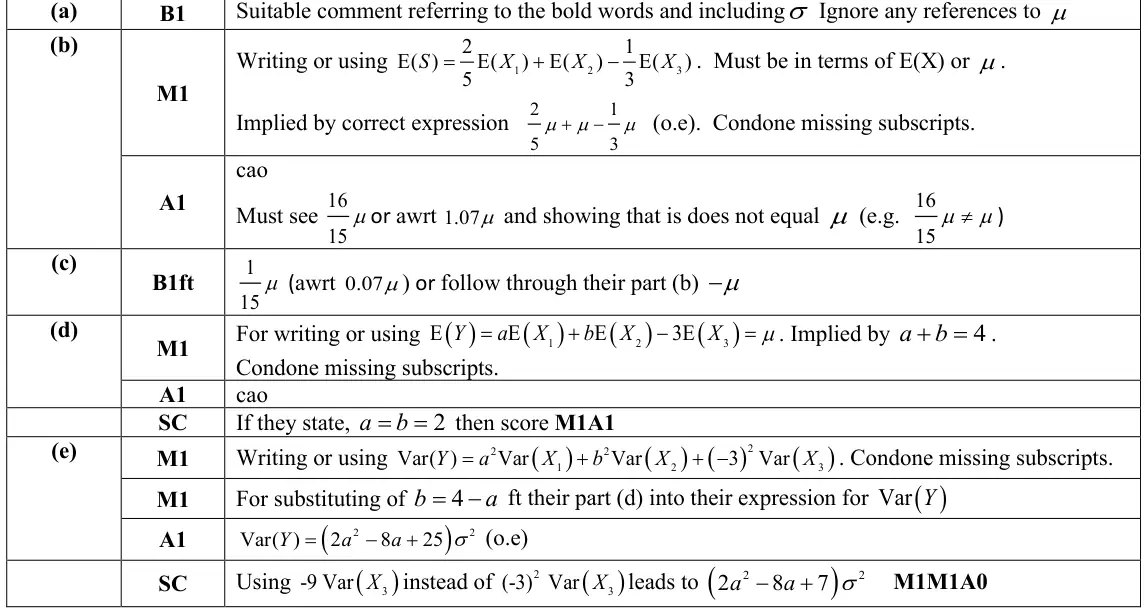 (a) B1 Suitable comment referring to the bold words and including σ Ignore any references to μ
(b) M1 Writing or using E(S) = 2/5 E(X₁) + E(X₂) − 1/3 E(X₃). Must be in terms of E(X) or μ.
Implied by correct expression 2/5 μ + μ − 1/3 μ (o.e). Condone missing subscripts.
A1 cao
Must see 16/15 μ or awrt 1.07μ and showing that is does not equal μ (e.g. 16/15 μ ≠ μ)
(c) B1ft 1/15 μ (awrt 0.07μ) or follow through their part (b) −μ
(d) M1 For writing or using E(Y) = aE(X₁) + bE(X₂) − 3E(X₃) = μ. Implied by a + b = 4.
Condone missing subscripts.
A1 cao
SC If they state, a = b = 2 then score M1A1
(e) M1 Writing or using Var(Y) = a²Var(X₁) + b²Var(X₂) + (−3)² Var(X₃). Condone missing subscripts.
M1 For substituting of b = 4 − a ft their part (d) into their expression for Var(Y)
A1 Var(Y) = (2a² − 8a + 25)σ² (o.e)
SC Using -9 Var(X₃) instead of (-3)² Var(X₃) leads to (2a² − 8a + 7)σ² M1M1A0